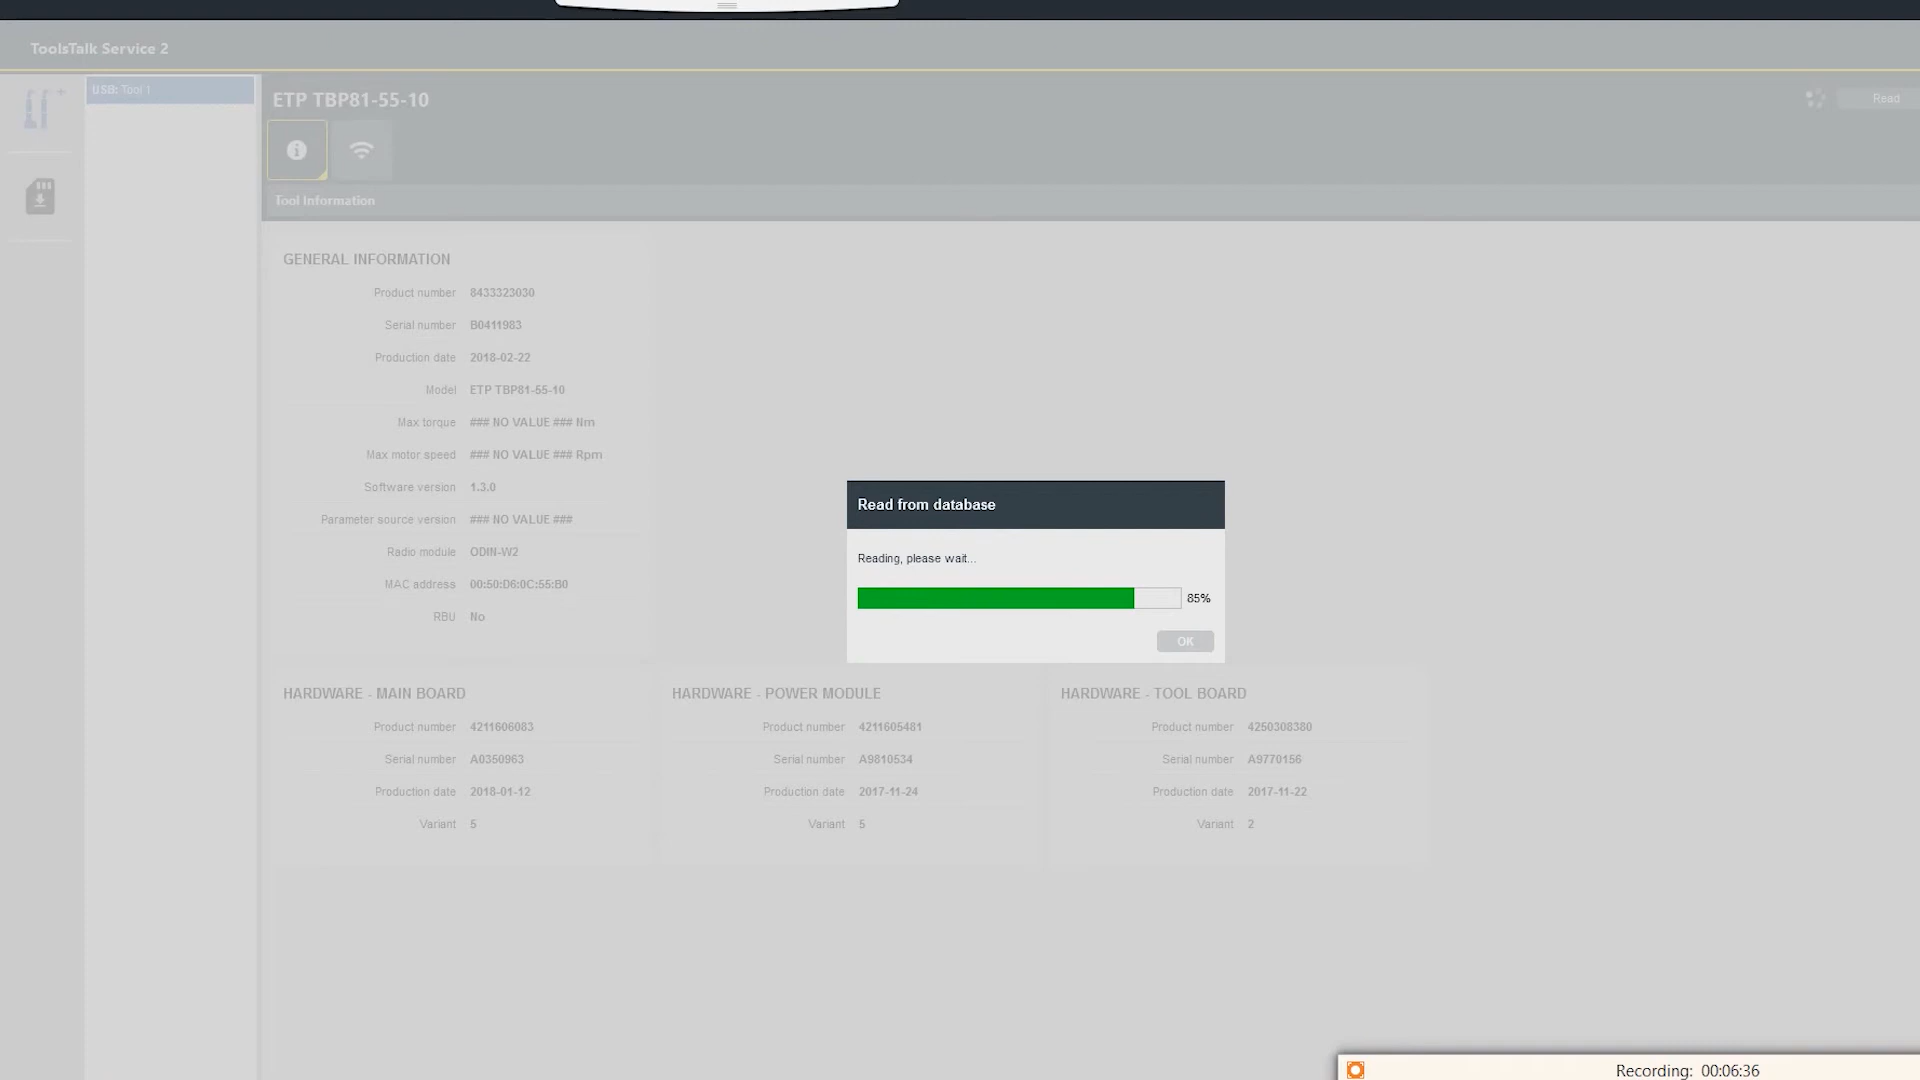 ToolsTalk Service 2
USB: Tool 1
ETP TBP81-55-10
Read
Tool Information
GENERAL INFORMATION
Product number 8433323030
Serial number B0411983
Production date 2018-02-22
Model ETP TBP81-55-10
Max torque ### NO VALUE ### Nm
Max motor speed ### NO VALUE ### Rpm
Software version 1.3.0
Parameter source version ### NO VALUE ###
Radio module ODIN-W2
MAC address 00:50:D6:0C:55:B0
RBU No
Read from database
Reading, please wait...
85%
OK
HARDWARE - MAIN BOARD
Product number 4211606083
Serial number A0350963
Production date 2018-01-12
Variant 5
HARDWARE - POWER MODULE
Product number 4211605481
Serial number A9810534
Production date 2017-11-24
Variant 5
HARDWARE - TOOL BOARD
Product number 4250308380
Serial number A9770156
Production date 2017-11-22
Variant 2
Recording: 00:06:36